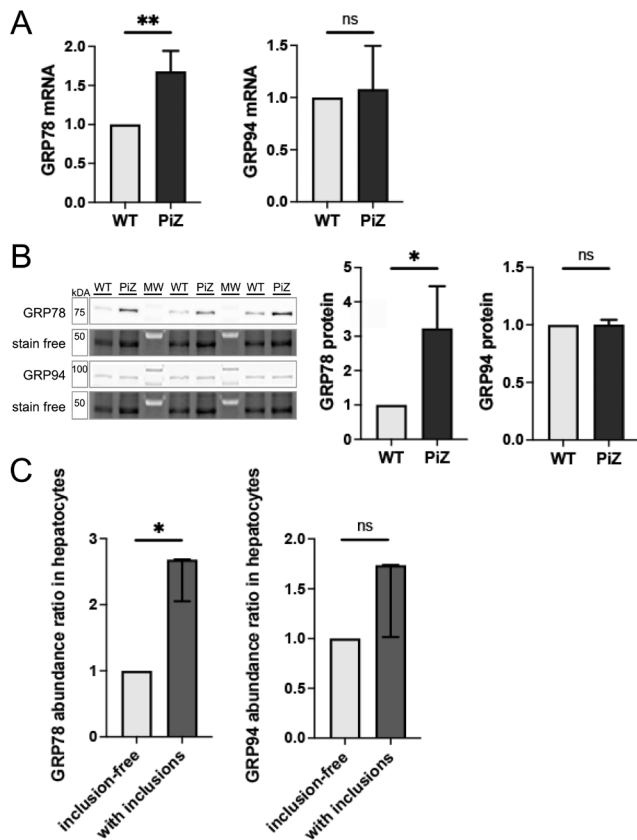 A
GRP78 mRNA
2.0
1.5
1.0
0.5
0.0
**
WT
PiZ
GRP94 mRNA
1.5
1.0
0.5
0.0
ns
WT
PiZ
B
kDA
WT PiZ MW WT PiZ MW WT PiZ
GRP78
75
stain free
50
GRP94
100
stain free
50
GRP78 protein
5
4
3
2
1
0
*
WT
PiZ
GRP94 protein
1.5
1.0
0.5
0.0
ns
WT
PiZ
C
GRP78 abundance ratio in hepatocytes
3
2
1
0
*
inclusion-free
with inclusions
GRP94 abundance ratio in hepatocytes
2.0
1.5
1.0
0.5
0.0
ns
inclusion-free
with inclusions